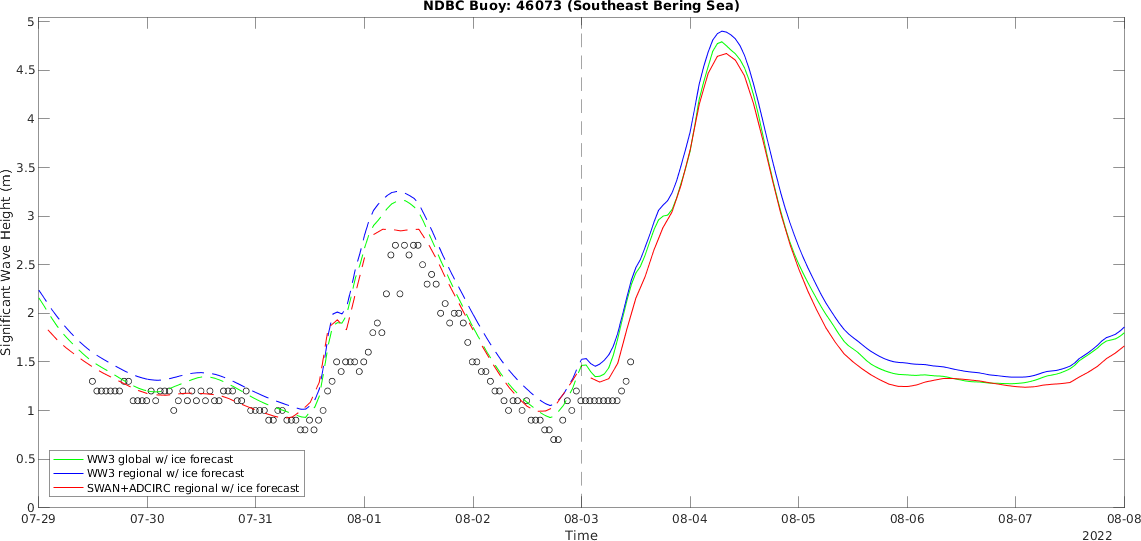 NDBC Buoy: 46073 (Southeast Bering Sea)
5
4.5
4
3.5
3
2.5
2
1.5
1
0.5
0
Significant Wave Height (m)
WW3 global w/ ice forecast
WW3 regional w/ ice forecast
SWAN+ADCIRC regional w/ ice forecast
07-29 07-30 07-31 08-01 08-02 08-03 08-04 08-05 08-06 08-07 08-08
Time
2022